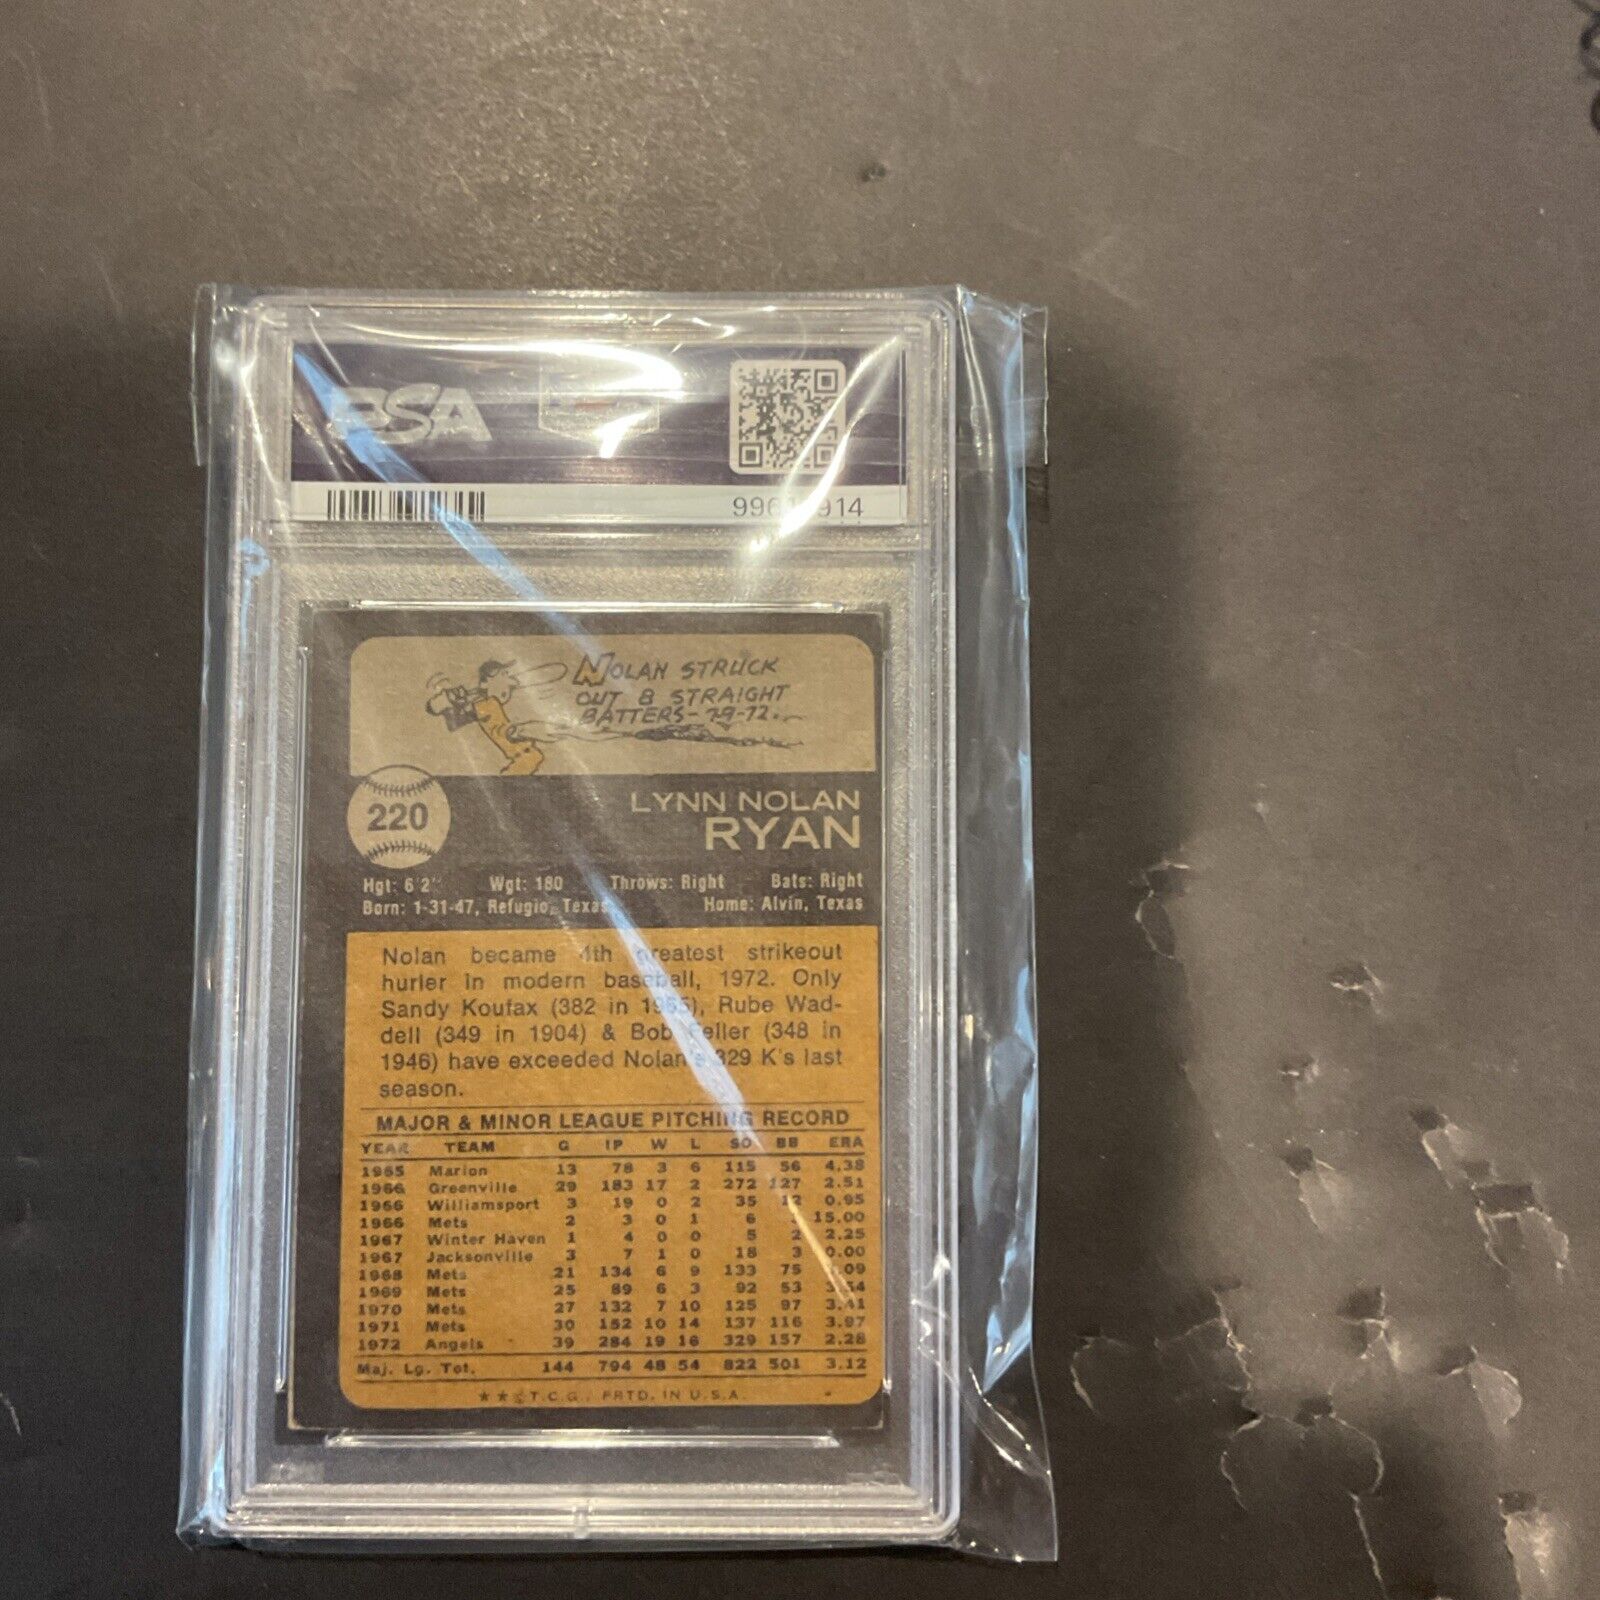 PSA
914
NOLAN STRUCK
OUT 8 STRAIGHT
BATTERS-7-9-72
220
LYNN NOLAN
RYAN
Hgt: 6'2" Wgt: 180 Throws: Right Bats: Right
Born: 1-31-47, Refugio, Texas Home: Alvin, Texas
Nolan became 4th greatest strikeout
hurler in modern baseball, 1972. Only
Sandy Koufax (382 in 1965), Rube Wad-
dell (349 in 1904) & Bob Feller (348 in
1946) have exceeded Nolan's 329 K's last
season.
MAJOR & MINOR LEAGUE PITCHING RECORD
YEAR TEAM G IP W L SO BB ERA
1965 Marion 13 78 3 6 115 56 4.38
1966 Greenville 29 183 17 2 272 127 2.51
1966 Williamsport 3 19 0 2 35 12 0.95
1966 Mets 2 3 0 1 6 3 15.00
1967 Winter Haven 1 4 0 0 5 2 2.25
1967 Jacksonville 3 7 1 0 18 3 0.00
1968 Mets 21 134 6 9 133 75 3.09
1969 Mets 25 89 6 3 92 53 3.54
1970 Mets 27 132 7 10 125 97 3.41
1971 Mets 30 152 10 14 137 116 3.97
1972 Angels 39 284 19 16 329 157 2.28
Maj. Lg. Tot. 144 794 48 54 822 501 3.12
★★© T.C.G. PRTD. IN U.S.A.